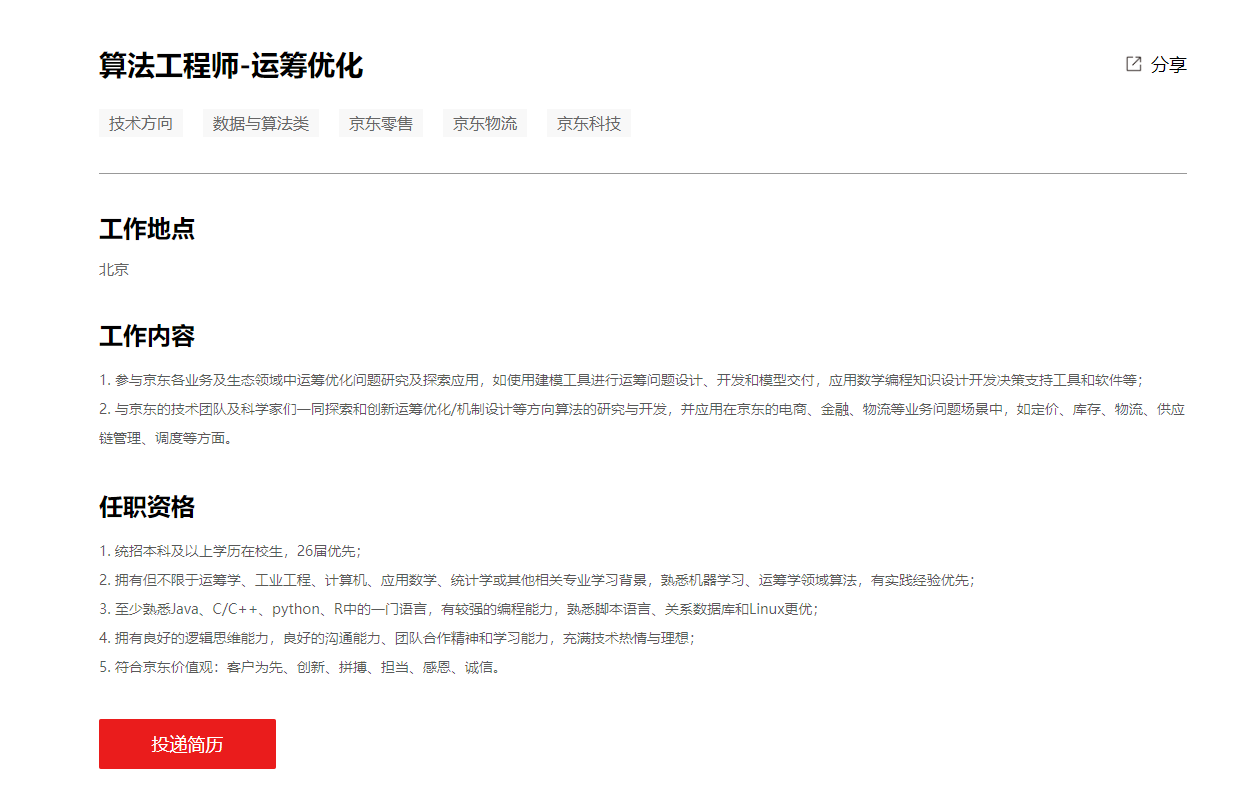 算法工程师-运筹优化
分享
技术方向 数据与算法类 京东零售 京东物流 京东科技
工作地点
北京
工作内容
1. 参与京东各业务及生态领域中运筹优化问题研究及探索应用，如使用建模工具进行运筹问题设计、开发和模型交付，应用数学编程知识设计开发决策支持工具和软件等；
2. 与京东的技术团队及科学家们一同探索和创新运筹优化/机制设计等方向算法的研究与开发，并应用在京东的电商、金融、物流等业务问题场景中，如定价、库存、物流、供应
链管理、调度等方面。
任职资格
1. 统招本科及以上学历在校生，26届优先；
2. 拥有但不限于运筹学、工业工程、计算机、应用数学、统计学或其他相关专业学习背景，熟悉机器学习、运筹学领域算法，有实践经验优先；
3. 至少熟悉Java、C/C++、python、R中的一门语言，有较强的编程能力，熟悉脚本语言、关系数据库和Linux更优；
4. 拥有良好的逻辑思维能力，良好的沟通能力、团队合作精神和学习能力，充满技术热情与理想；
5. 符合京东价值观：客户为先、创新、拼搏、担当、感恩、诚信。
投递简历